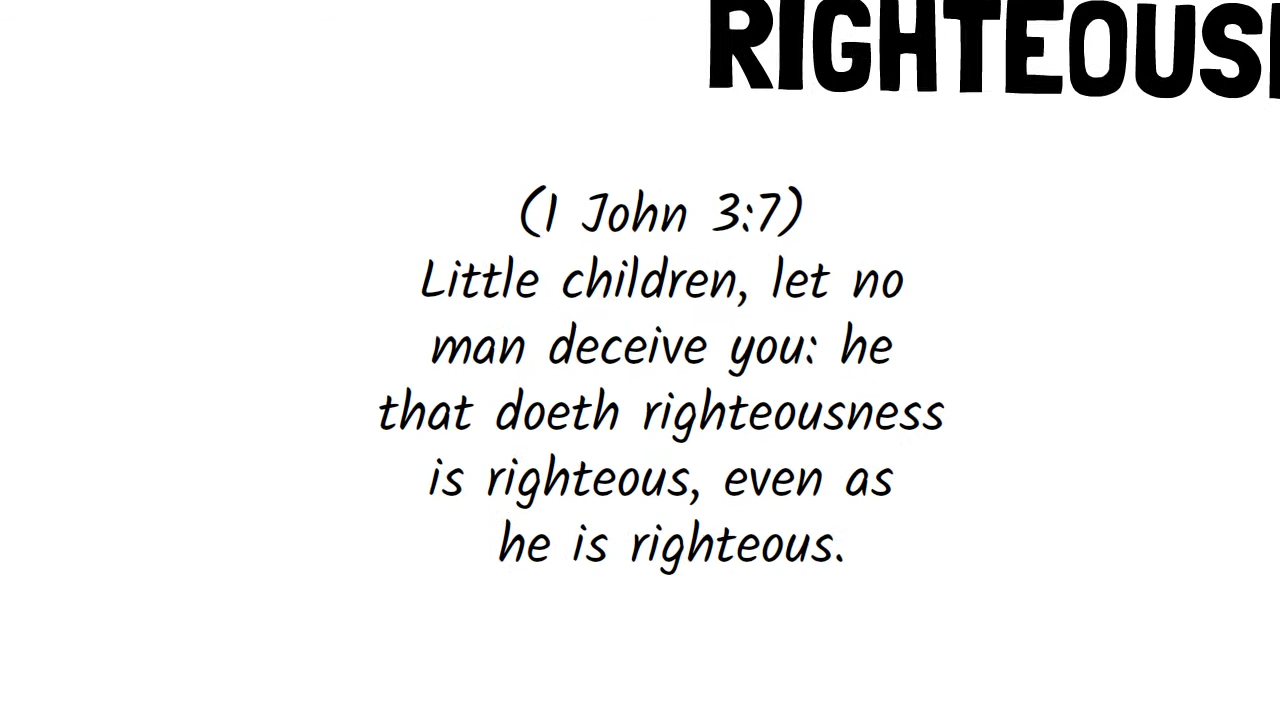 RIGHTEOUS
(1 John 3:7)
Little children, let no
man deceive you: he
that doeth righteousness
is righteous, even as
he is righteous.